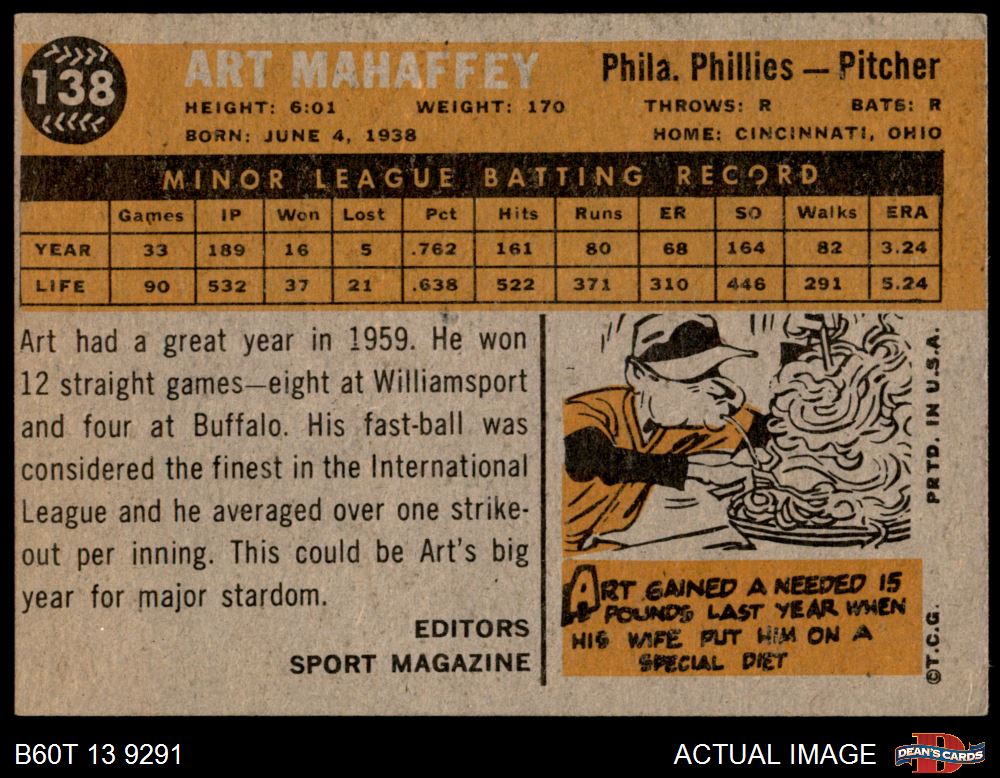 138
ART MAHAFFEY
Phila. Phillies — Pitcher
HEIGHT: 6:01 WEIGHT: 170 THROWS: R BATS: R
BORN: JUNE 4, 1938 HOME: CINCINNATI, OHIO
MINOR LEAGUE BATTING RECORD
Games IP Won Lost Pct Hits Runs ER SO Walks ERA
YEAR 33 189 16 5 .762 161 80 68 164 82 3.24
LIFE 90 532 37 21 .638 522 371 310 446 291 5.24
Art had a great year in 1959. He won
12 straight games—eight at Williamsport
and four at Buffalo. His fast-ball was
considered the finest in the International
League and he averaged over one strike-
out per inning. This could be Art's big
year for major stardom.
EDITORS
SPORT MAGAZINE
ART GAINED A NEEDED 15
POUNDS LAST YEAR WHEN
HIS WIFE PUT HIM ON A
SPECIAL DIET
PRTD. IN U.S.A.
©T.C.G.
B60T 13 9291
ACTUAL IMAGE
DEAN'S CARDS